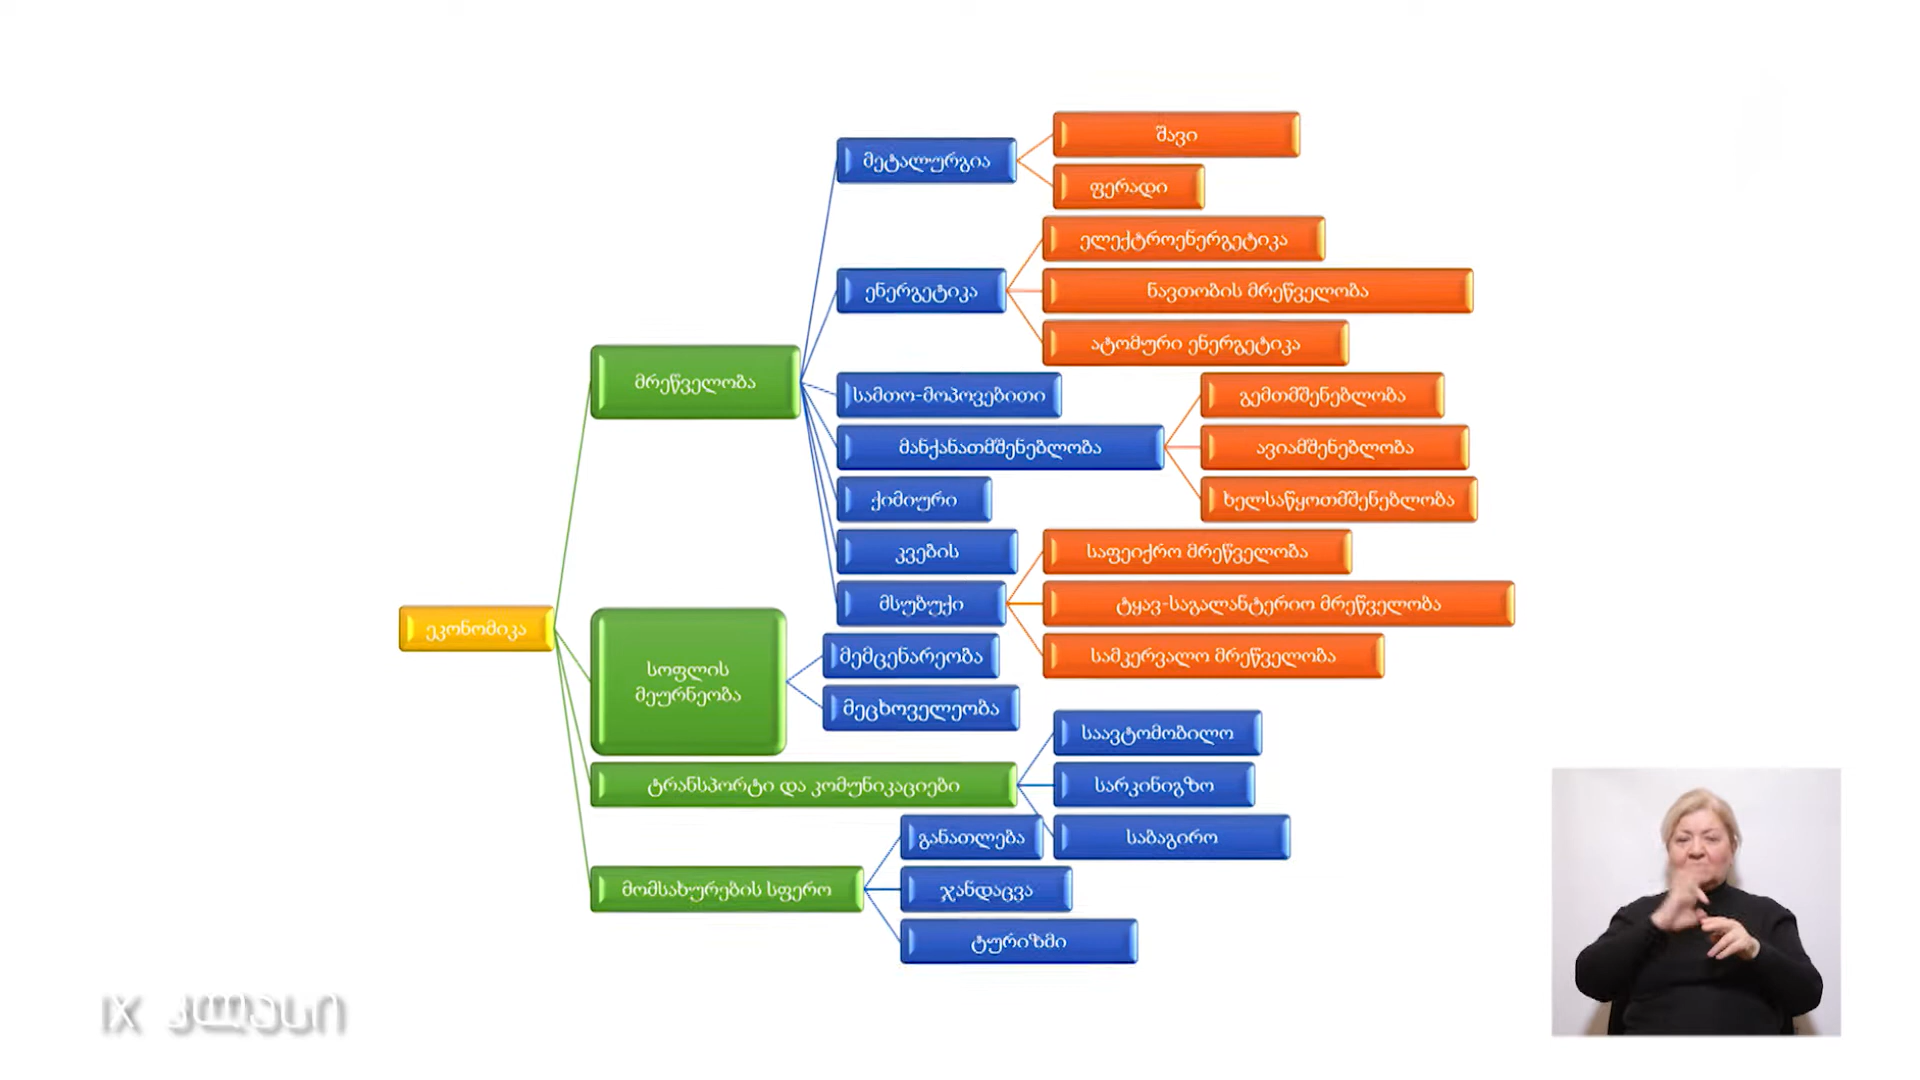 შავი
მეტალურგია
ფერადი
ელექტროენერგეტიკა
ენერგეტიკა
ნავთობის მრეწველობა
ატომური ენერგეტიკა
მრეწველობა
სამთო-მოპოვებითი
გემთმშენებლობა
მანქანათმშენებლობა
ავიამშენებლობა
ქიმიური
ხელსაწყოთმშენებლობა
კვების
საფეიქრო მრეწველობა
მსუბუქი
ტყავ-საგალანტერიო მრეწველობა
ეკონომიკა
სოფლის
მეურნეობა
მემცენარეობა
სამკერვალო მრეწველობა
მეცხოველეობა
საავტომობილო
ტრანსპორტი და კომუნიკაციები
სარკინიგზო
განათლება
საბაგირო
მომსახურების სფერო
ჯანდაცვა
ტურიზმი
IX კლასი